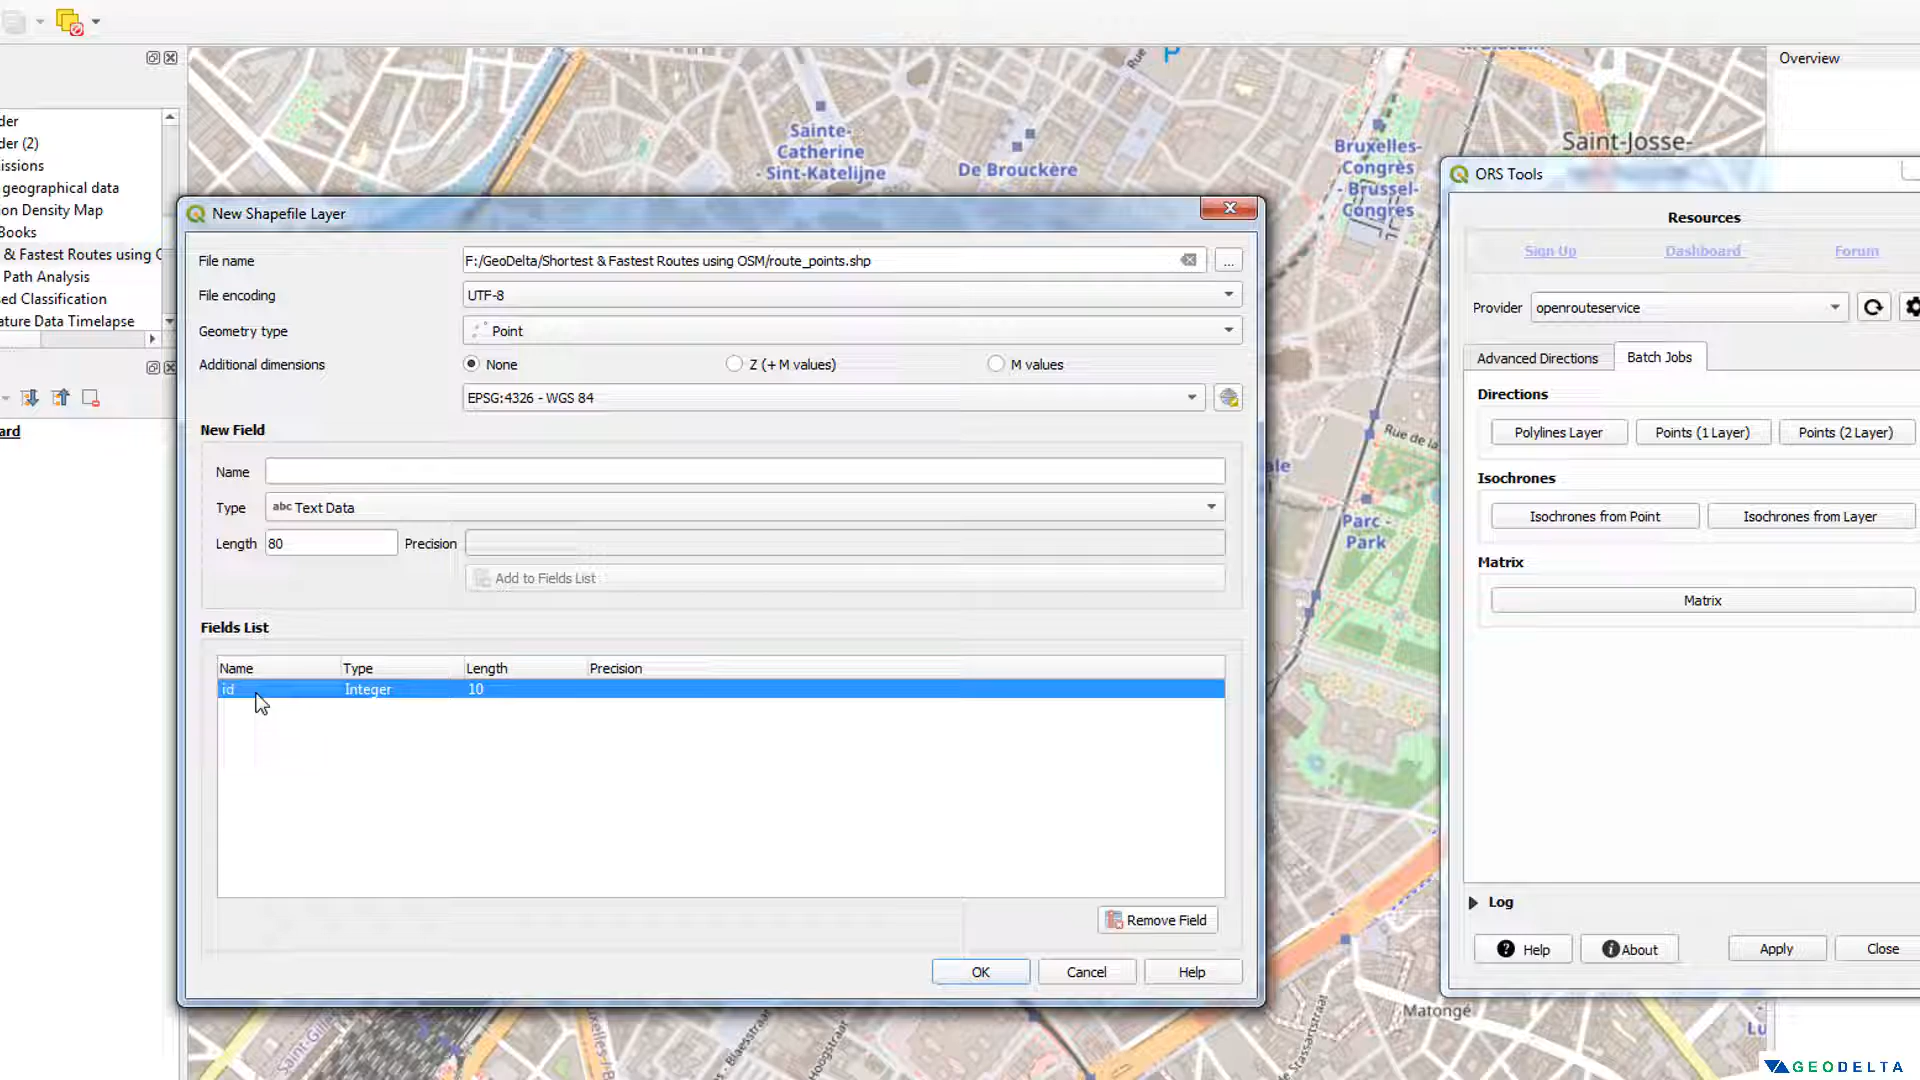 Overview
der
der (2)
issions
geographical data
on Density Map
Books
& Fastest Routes using
Path Analysis
ed Classification
ature Data Timelapse
ard
P
Rue
Sainte-
Catherine
- Sint-Katelijne
De Brouckère
Bruxelles-
Congrès
- Brussel-
Congres
Saint-Josse-
Rue de la
Parc -
Park
Matongé
Lu
Saint-Gilles
Blaesstraat
Hoogstraat
New Shapefile Layer
File name
F:/GeoDelta/Shortest & Fastest Routes using OSM/route_points.shp
...
File encoding
UTF-8
Geometry type
Point
Additional dimensions
None
Z (+ M values)
M values
EPSG:4326 - WGS 84
New Field
Name
Type
abc Text Data
Length
80
Precision
Add to Fields List
Fields List
Name Type Length Precision
id Integer 10
Remove Field
OK
Cancel
Help
ORS Tools
Resources
Sign Up
Dashboard
Forum
Provider
openrouteservice
Advanced Directions
Batch Jobs
Directions
Polylines Layer
Points (1 Layer)
Points (2 Layer)
Isochrones
Isochrones from Point
Isochrones from Layer
Matrix
Matrix
Log
Help
About
Apply
Close
GEODELTA